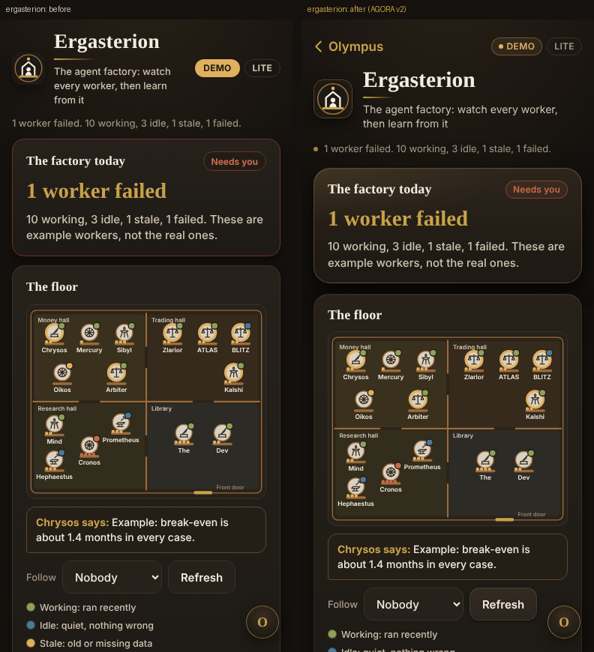 ergasterion: before
Ergasterion
The agent factory: watch
every worker, then learn
from it
DEMO
LITE
1 worker failed. 10 working, 3 idle, 1 stale, 1 failed.
The factory today
Needs you
1 worker failed
10 working, 3 idle, 1 stale, 1 failed. These are
example workers, not the real ones.
The floor
Money hall
Trading hall
Chrysos
Mercury
Sibyl
Zlarior
ATLAS
BLITZ
Oikos
Arbiter
Kaishi
Research hall
Library
Mind
Prometheus
Cronos
The
Dev
Hephaestus
Front door
Chrysos says: Example: break-even is
about 1.4 months in every case.
Follow
Nobody
Refresh
Working: ran recently
Idle: quiet, nothing wrong
Stale: old or missing data
O
ergasterion: after (AGORA v2)
Olympus
DEMO
LITE
Ergasterion
The agent factory: watch every worker,
then learn from it
1 worker failed. 10 working, 3 idle, 1 stale, 1 failed.
The factory today
Needs you
1 worker failed
10 working, 3 idle, 1 stale, 1 failed. These are
example workers, not the real ones.
The floor
Money hall
Trading hall
Chrysos
Mercury
Sibyl
Zlarior
ATLAS
BLITZ
Oikos
Arbiter
Kaishi
Research hall
Library
Mind
Prometheus
Cronos
The
Dev
Hephaestus
Front door
Chrysos says: Example: break-even is
about 1.4 months in every case.
Follow
Nobody
Refresh
Working: ran recently
Idle: quiet, nothing wrong
O